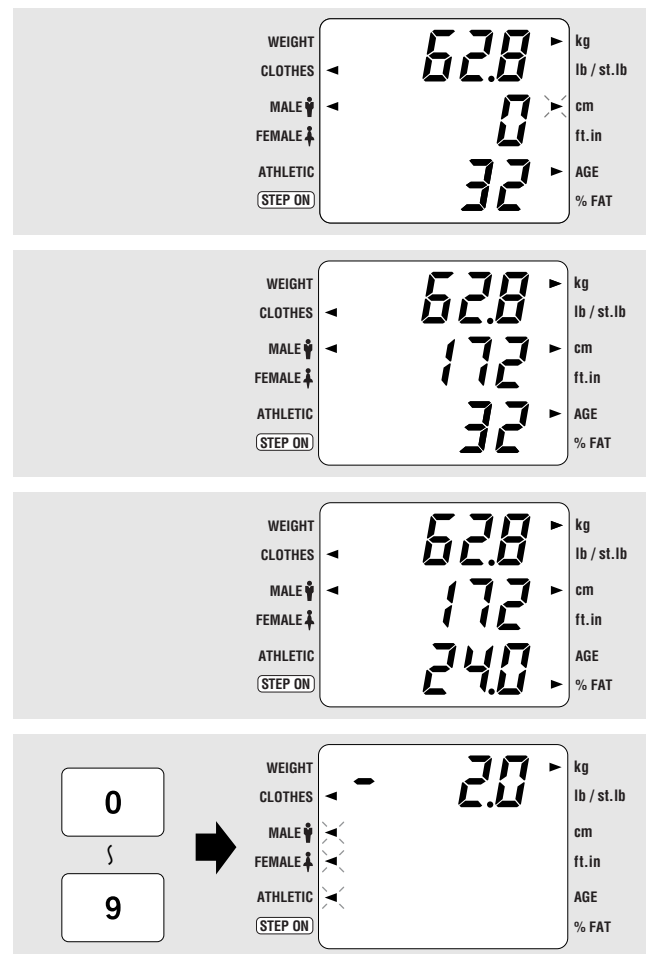 WEIGHT 62.8 kg
CLOTHES lb / st.lb
MALE 0 cm
FEMALE ft.in
ATHLETIC 32 AGE
STEP ON % FAT
WEIGHT 62.8 kg
CLOTHES lb / st.lb
MALE 172 cm
FEMALE ft.in
ATHLETIC 32 AGE
STEP ON % FAT
WEIGHT 62.8 kg
CLOTHES lb / st.lb
MALE 172 cm
FEMALE ft.in
ATHLETIC 24.0 AGE
STEP ON % FAT
0
9
WEIGHT - 2.0 kg
CLOTHES lb / st.lb
MALE cm
FEMALE ft.in
ATHLETIC AGE
STEP ON % FAT